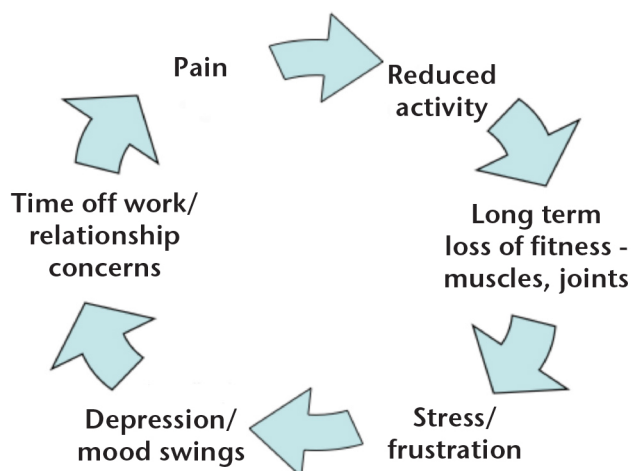 Pain
Reduced
activity
Long term
loss of fitness -
muscles, joints
Stress/
frustration
Depression/
mood swings
Time off work/
relationship
concerns